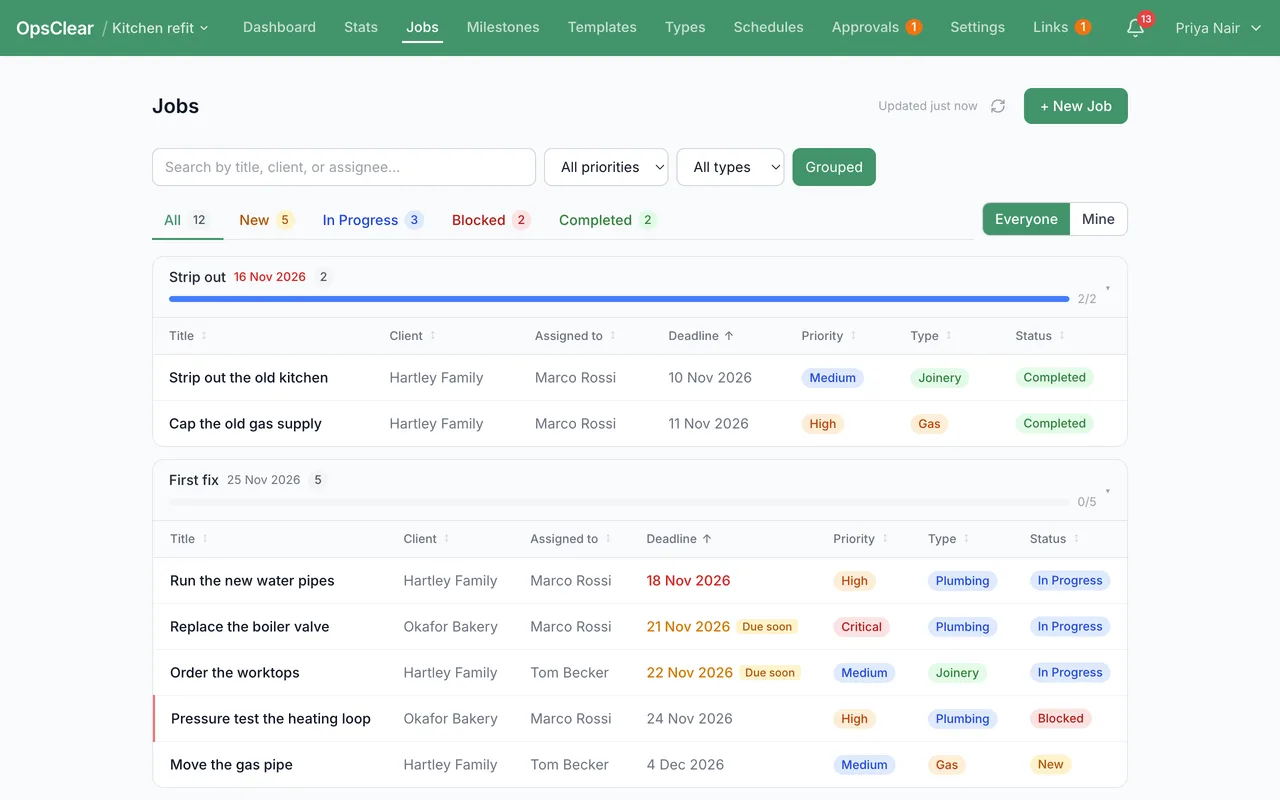 OpsClear / Kitchen refit Dashboard Stats Jobs Milestones Templates Types Schedules Approvals 1 Settings Links 1 13 Priya Nair
Jobs Updated just now + New Job
Search by title, client, or assignee... All priorities All types Grouped
All 12 New 5 In Progress 3 Blocked 2 Completed 2 Everyone Mine
Strip out 16 Nov 2026 2
2/2
Title Client Assigned to Deadline ↑ Priority Type Status
Strip out the old kitchen Hartley Family Marco Rossi 10 Nov 2026 Medium Joinery Completed
Cap the old gas supply Hartley Family Marco Rossi 11 Nov 2026 High Gas Completed
First fix 25 Nov 2026 5
0/5
Title Client Assigned to Deadline ↑ Priority Type Status
Run the new water pipes Hartley Family Marco Rossi 18 Nov 2026 High Plumbing In Progress
Replace the boiler valve Okafor Bakery Marco Rossi 21 Nov 2026 Due soon Critical Plumbing In Progress
Order the worktops Hartley Family Tom Becker 22 Nov 2026 Due soon Medium Joinery In Progress
Pressure test the heating loop Okafor Bakery Marco Rossi 24 Nov 2026 High Plumbing Blocked
Move the gas pipe Hartley Family Tom Becker 4 Dec 2026 Medium Gas New